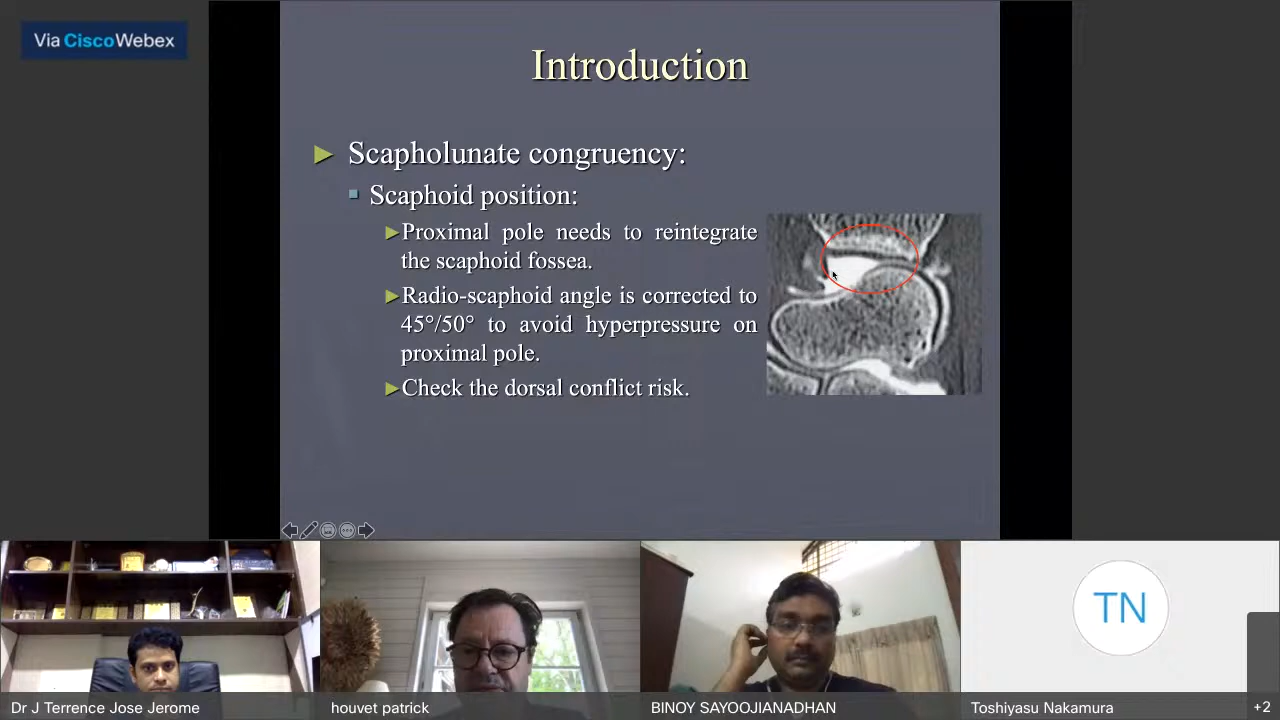 Via CiscoWebex
Introduction
Scapholunate congruency:
Scaphoid position:
Proximal pole needs to reintegrate
the scaphoid fossea.
Radio-scaphoid angle is corrected to
45°/50° to avoid hyperpressure on
proximal pole.
Check the dorsal conflict risk.
TN
Dr J Terrence Jose Jerome
houvet patrick
BINOY SAYOOJIANADHAN
Toshiyasu Nakamura
+2